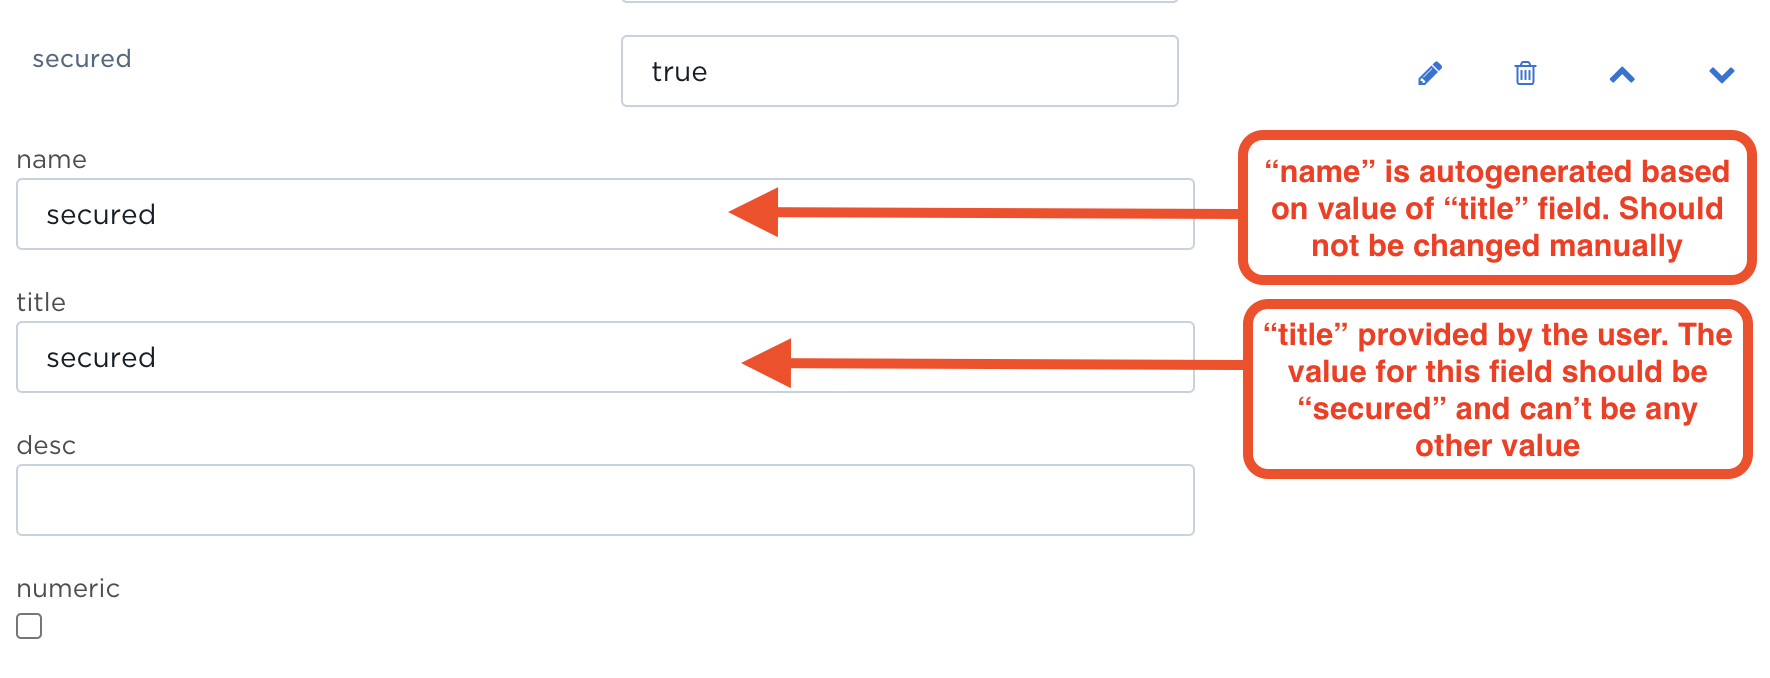 secured
true
name
secured
“name” is autogenerated based
on value of “title” field. Should
not be changed manually
title
secured
“title” provided by the user. The
value for this field should be
“secured” and can’t be any
other value
desc
numeric